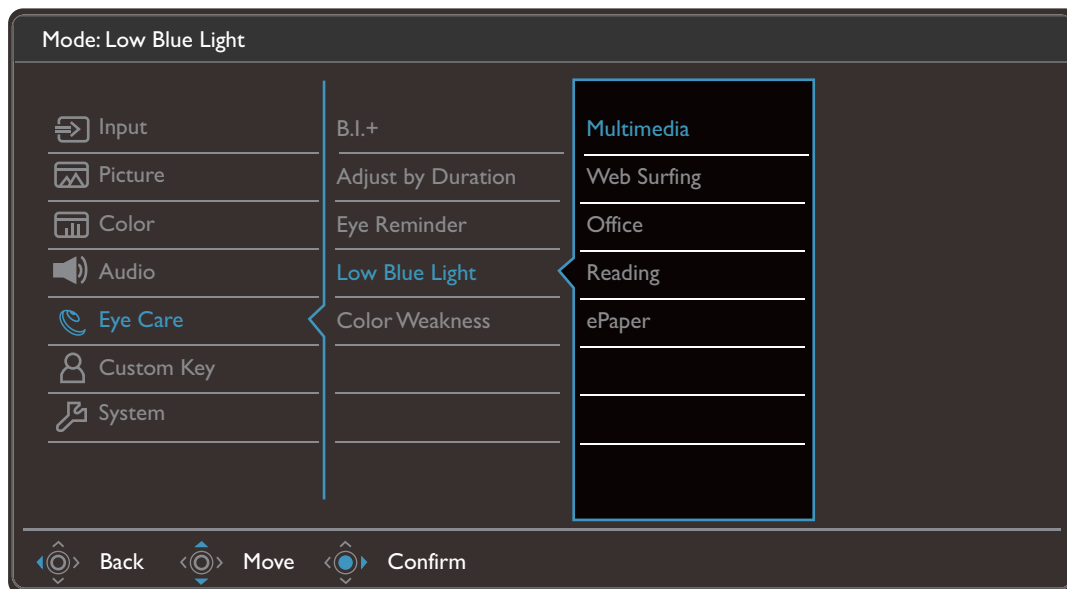 Mode: Low Blue Light
Input
Picture
Color
Audio
Eye Care
Custom Key
System
B.I.+
Adjust by Duration
Eye Reminder
Low Blue Light
Color Weakness
Multimedia
Web Surfing
Office
Reading
ePaper
Back
Move
Confirm